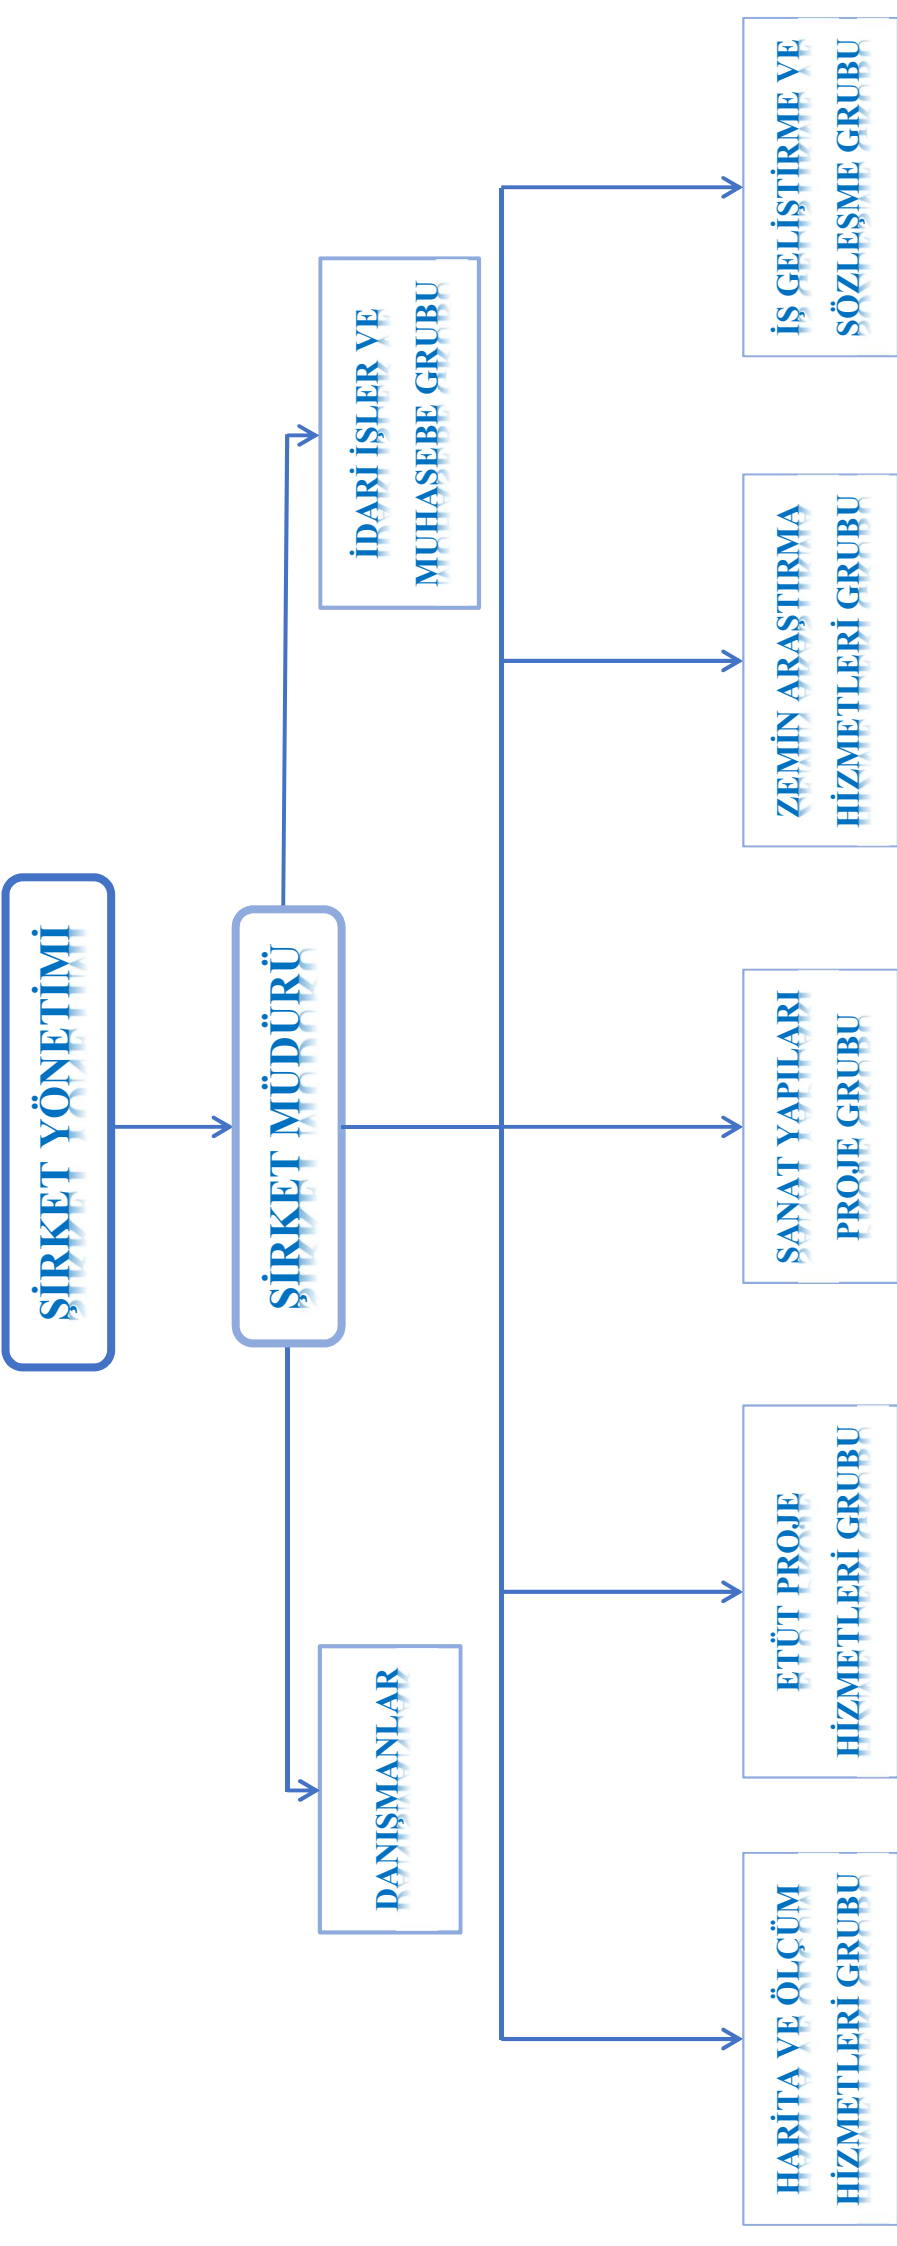 ŞİRKET YÖNETİMİ
ŞİRKET MÜDÜRÜ
DANIŞMANLAR
İDARİ İŞLER VE
MUHASEBE GRUBU
HARİTA VE ÖLÇÜM
HİZMETLERİ GRUBU
ETÜT PROJE
HİZMETLERİ GRUBU
SANAT YAPILARI
PROJE GRUBU
ZEMİN ARAŞTIRMA
HİZMETLERİ GRUBU
İŞ GELİŞTİRME VE
SÖZLEŞME GRUBU